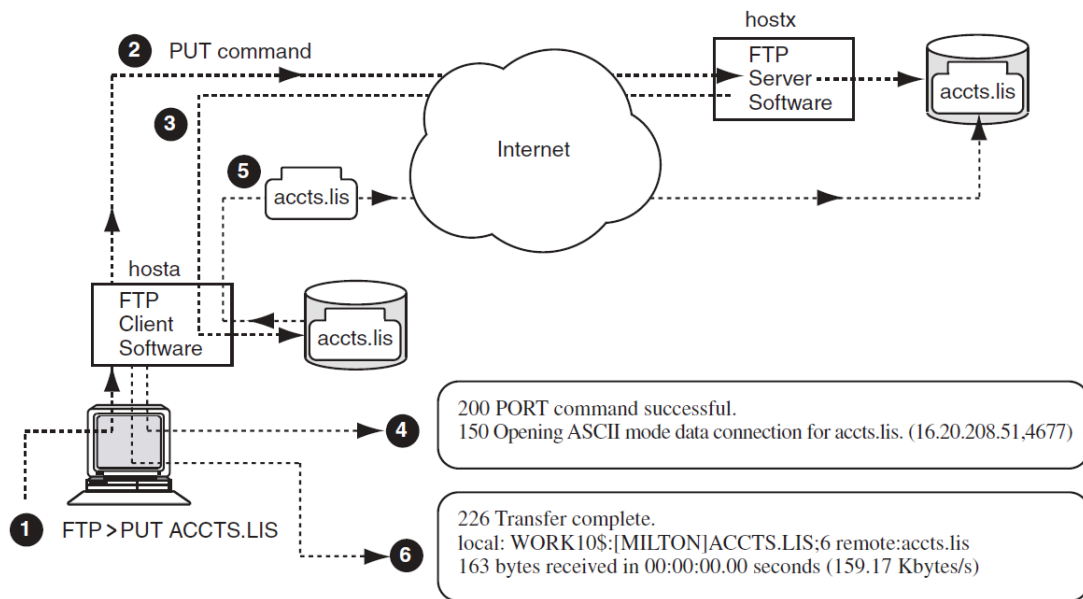 hostx
2 PUT command
FTP
Server
Software
accts.lis
3
Internet
5
accts.lis
hosta
FTP
Client
Software
accts.lis
200 PORT command successful.
150 Opening ASCII mode data connection for accts.lis. (16.20.208.51,4677)
4
1 FTP>PUT ACCTS.LIS
226 Transfer complete.
local: WORK10$:[MILTON]ACCTS.LIS;6 remote:accts.lis
163 bytes received in 00:00:00.00 seconds (159.17 Kbytes/s)
6